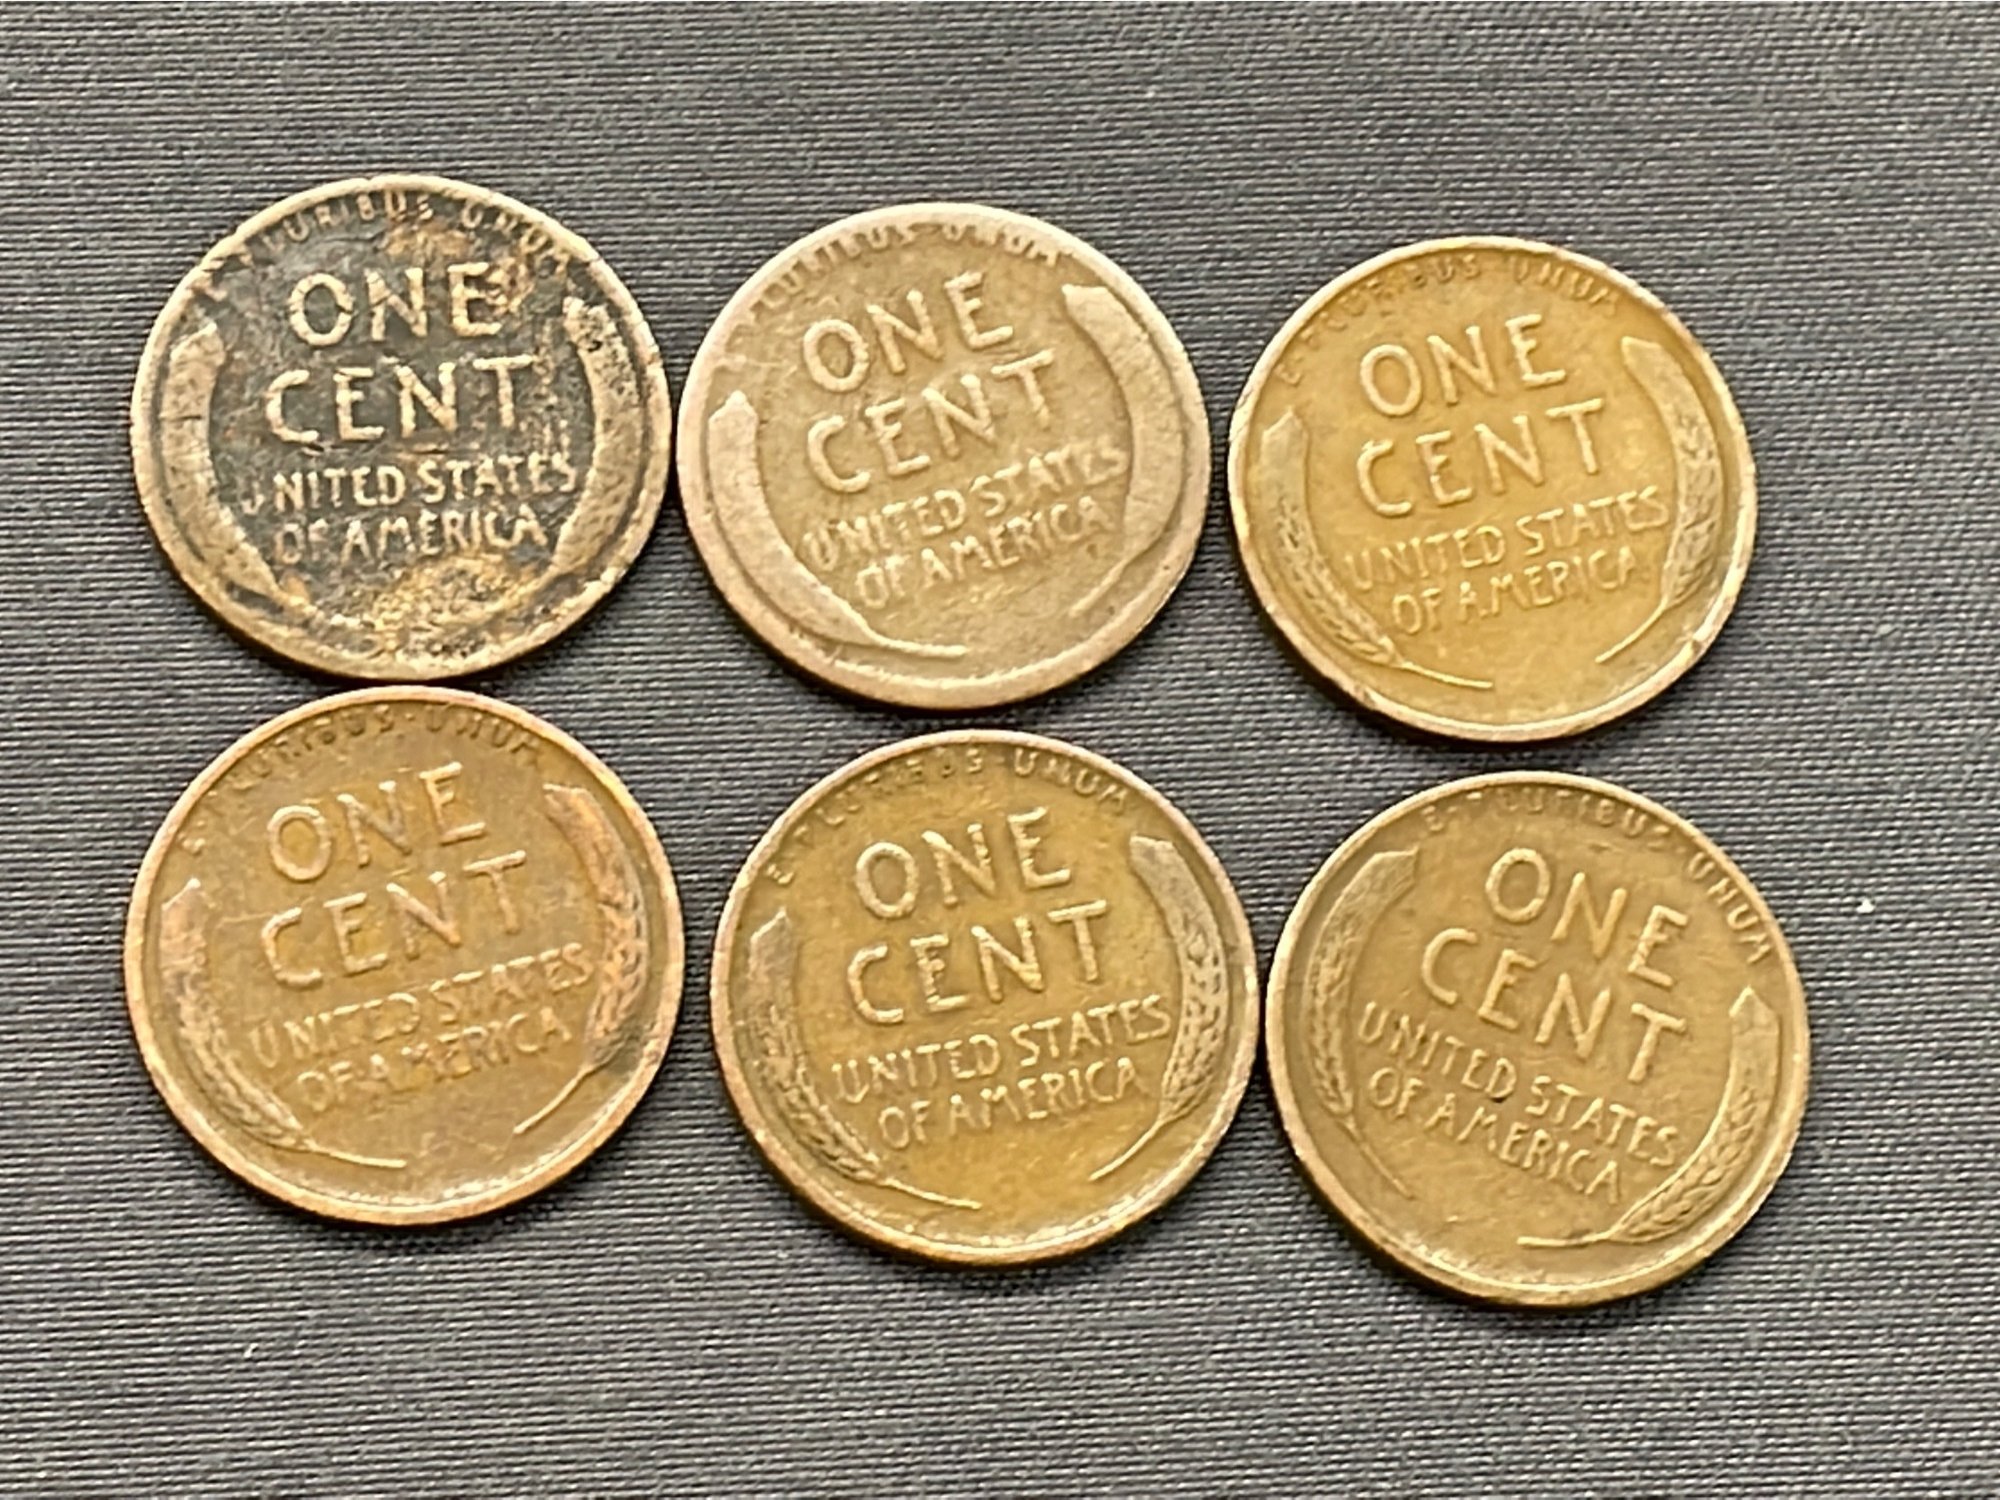 PLURIBUS UNUM
ONE
CENT
UNITED STATES
OF AMERICA
PLURIBUS UNUM
ONE
CENT
UNITED STATES
OF AMERICA
E · PLURIBUS UNUM
ONE
CENT
UNITED STATES
OF AMERICA
E PLURIBUS · UNUM
ONE
CENT
UNITED STATES
OF AMERICA
E · PLURIBUS · UNUM
ONE
CENT
UNITED STATES
OF AMERICA
E · PLURIBUS UNUM
ONE
CENT
UNITED STATES
OF AMERICA